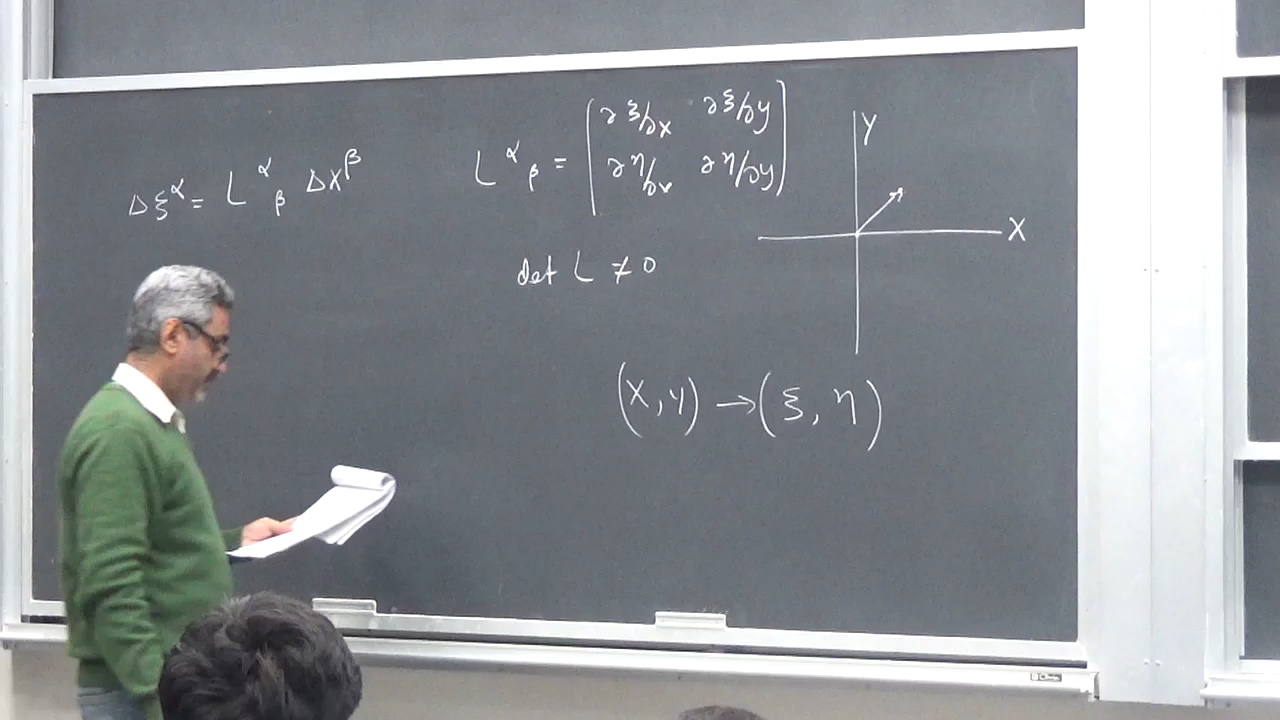 Δξ^α = L^α_β Δx^β
L^α_β = ( ∂ξ/∂x ∂ξ/∂y
∂η/∂x ∂η/∂y )
y
x
det L ≠ 0
(x, y) → (ξ, η)